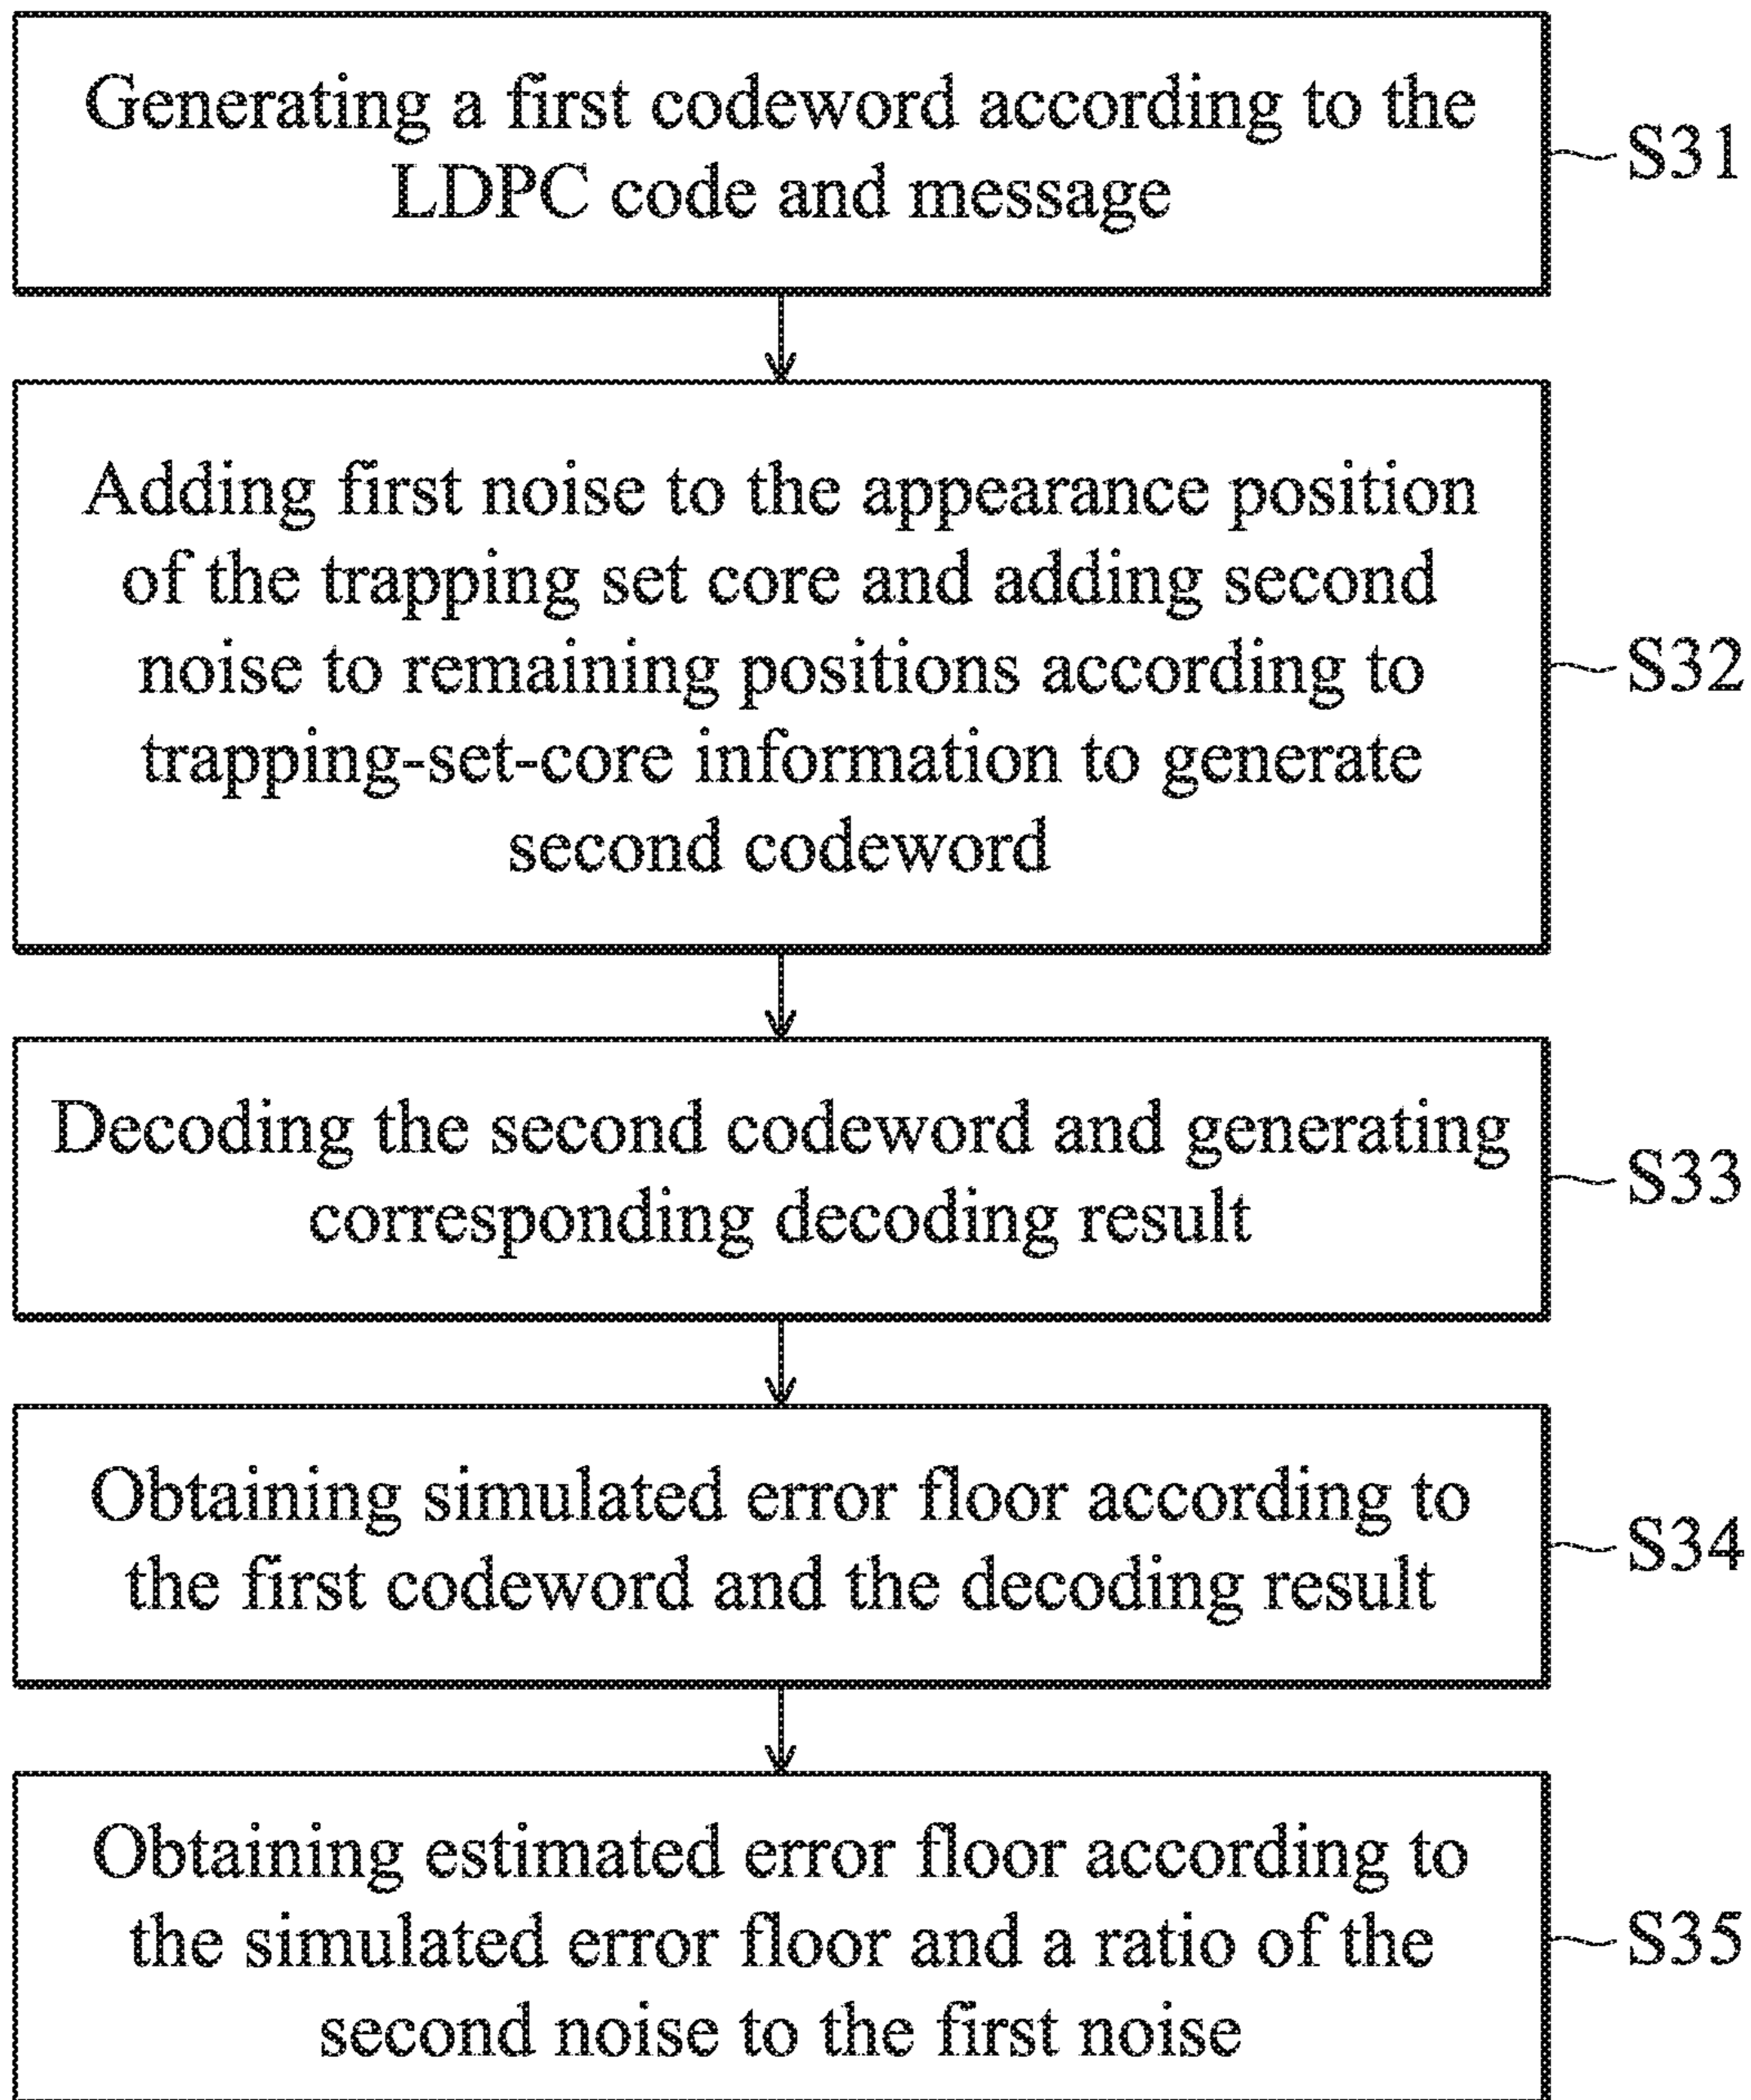 Generating a first codeword according to the
LDPC code and message
S31
Adding first noise to the appearance position
of the trapping set core and adding second
noise to remaining positions according to
trapping-set-core information to generate
second codeword
S32
Decoding the second codeword and generating
corresponding decoding result
S33
Obtaining simulated error floor according to
the first codeword and the decoding result
S34
Obtaining estimated error floor according to
the simulated error floor and a ratio of the
second noise to the first noise
S35